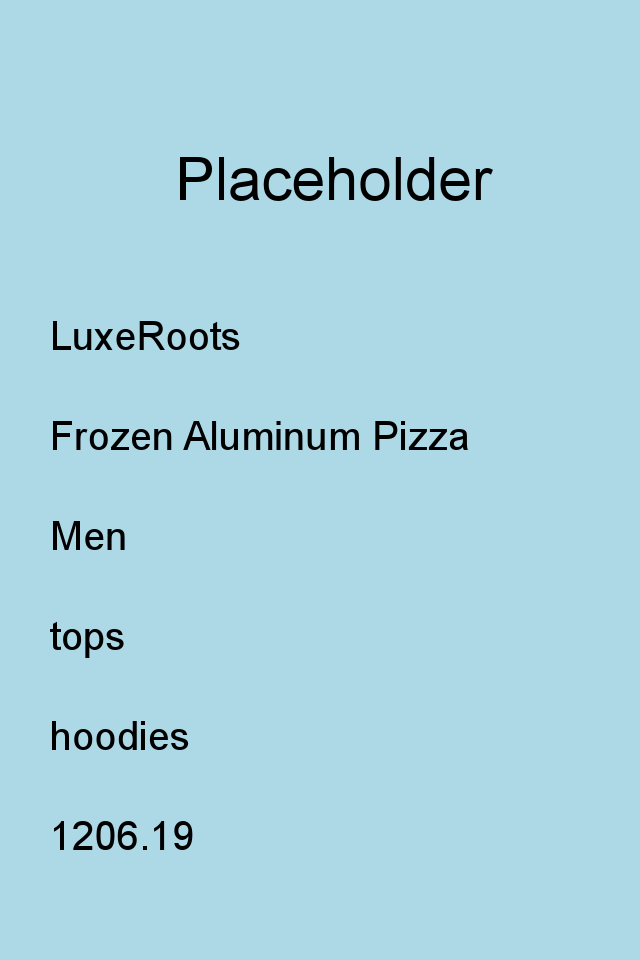 Placeholder
LuxeRoots
Frozen Aluminum Pizza
Men
tops
hoodies
1206.19